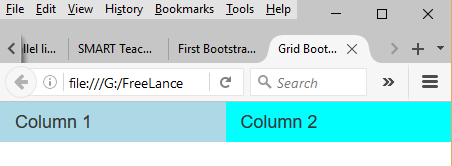 File Edit View History Bookmarks Tools Help
llel li... SMART Teac... First Bootstra... Grid Boot...
file:///G:/FreeLance Search
Column 1 Column 2